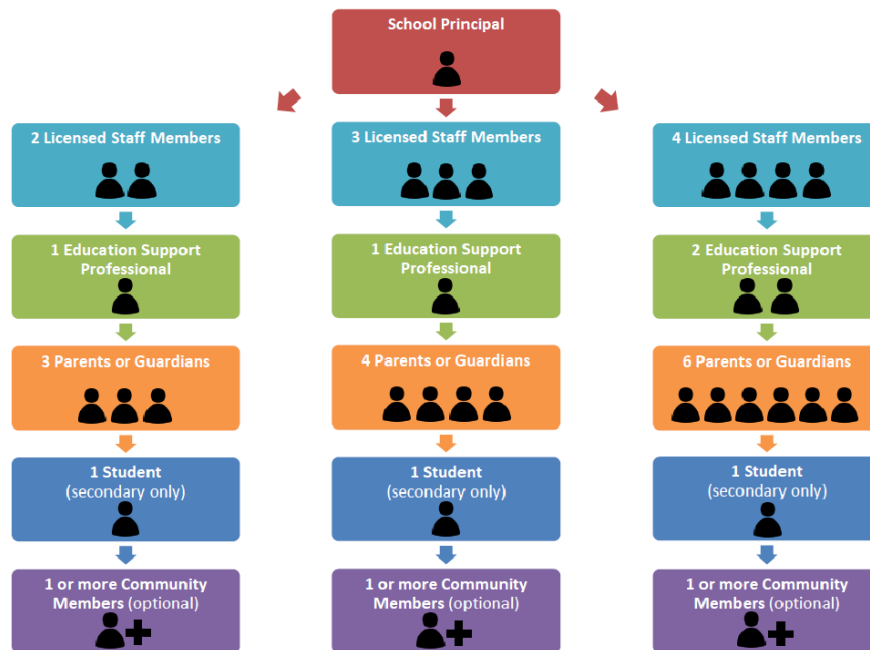 School Principal
2 Licensed Staff Members
3 Licensed Staff Members
4 Licensed Staff Members
1 Education Support
Professional
1 Education Support
Professional
2 Education Support
Professional
3 Parents or Guardians
4 Parents or Guardians
6 Parents or Guardians
1 Student
(secondary only)
1 Student
(secondary only)
1 Student
(secondary only)
1 or more Community
Members (optional)
1 or more Community
Members (optional)
1 or more Community
Members (optional)